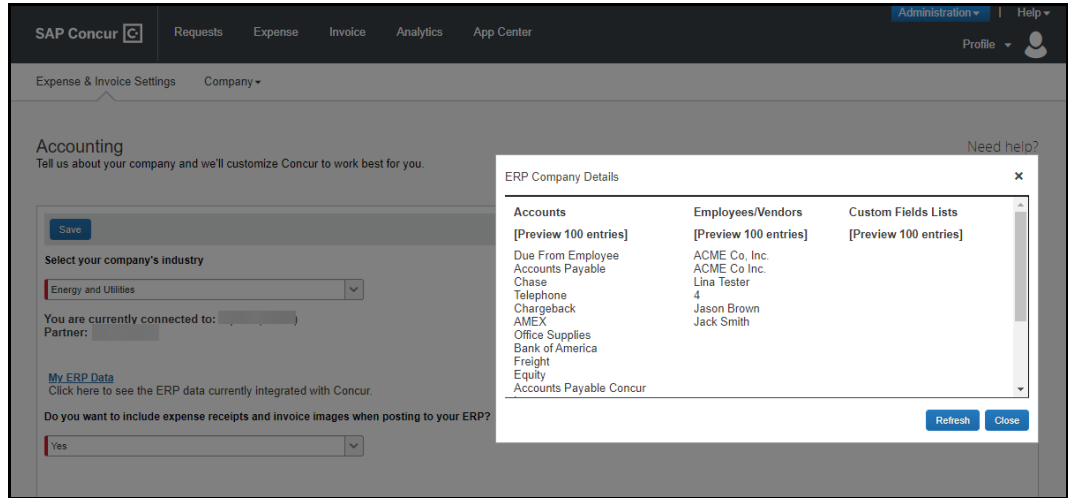 Administration | Help
SAP Concur C Requests Expense Invoice Analytics App Center
Profile
Expense & Invoice Settings Company
Accounting
Tell us about your company and we'll customize Concur to work best for you.
Need help?
Save
Select your company's industry
Energy and Utilities
You are currently connected to: )
Partner:
My ERP Data
Click here to see the ERP data currently integrated with Concur.
Do you want to include expense receipts and invoice images when posting to your ERP?
Yes
ERP Company Details ×
Accounts Employees/Vendors Custom Fields Lists
[Preview 100 entries] [Preview 100 entries] [Preview 100 entries]
Due From Employee ACME Co, Inc.
Accounts Payable ACME Co Inc.
Chase Lina Tester
Telephone 4
Chargeback Jason Brown
AMEX Jack Smith
Office Supplies
Bank of America
Freight
Equity
Accounts Payable Concur
Refresh Close